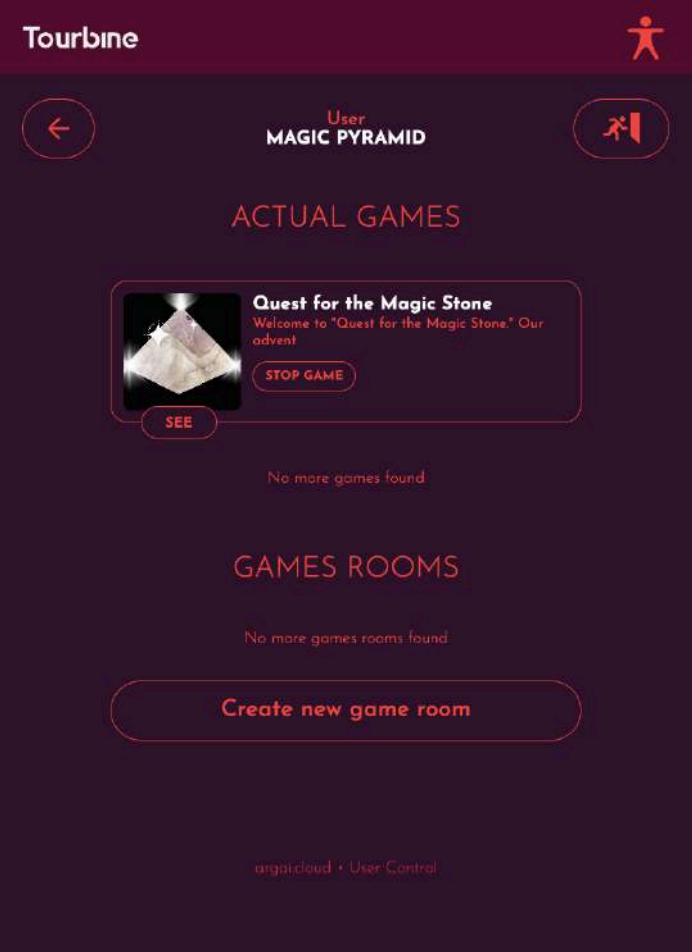 Tourbine
User
MAGIC PYRAMID
ACTUAL GAMES
Quest for the Magic Stone
Welcome to "Quest for the Magic Stone." Our
advent
STOP GAME
SEE
No more games found
GAMES ROOMS
No more games rooms found
Create new game room
argai.cloud • User Control